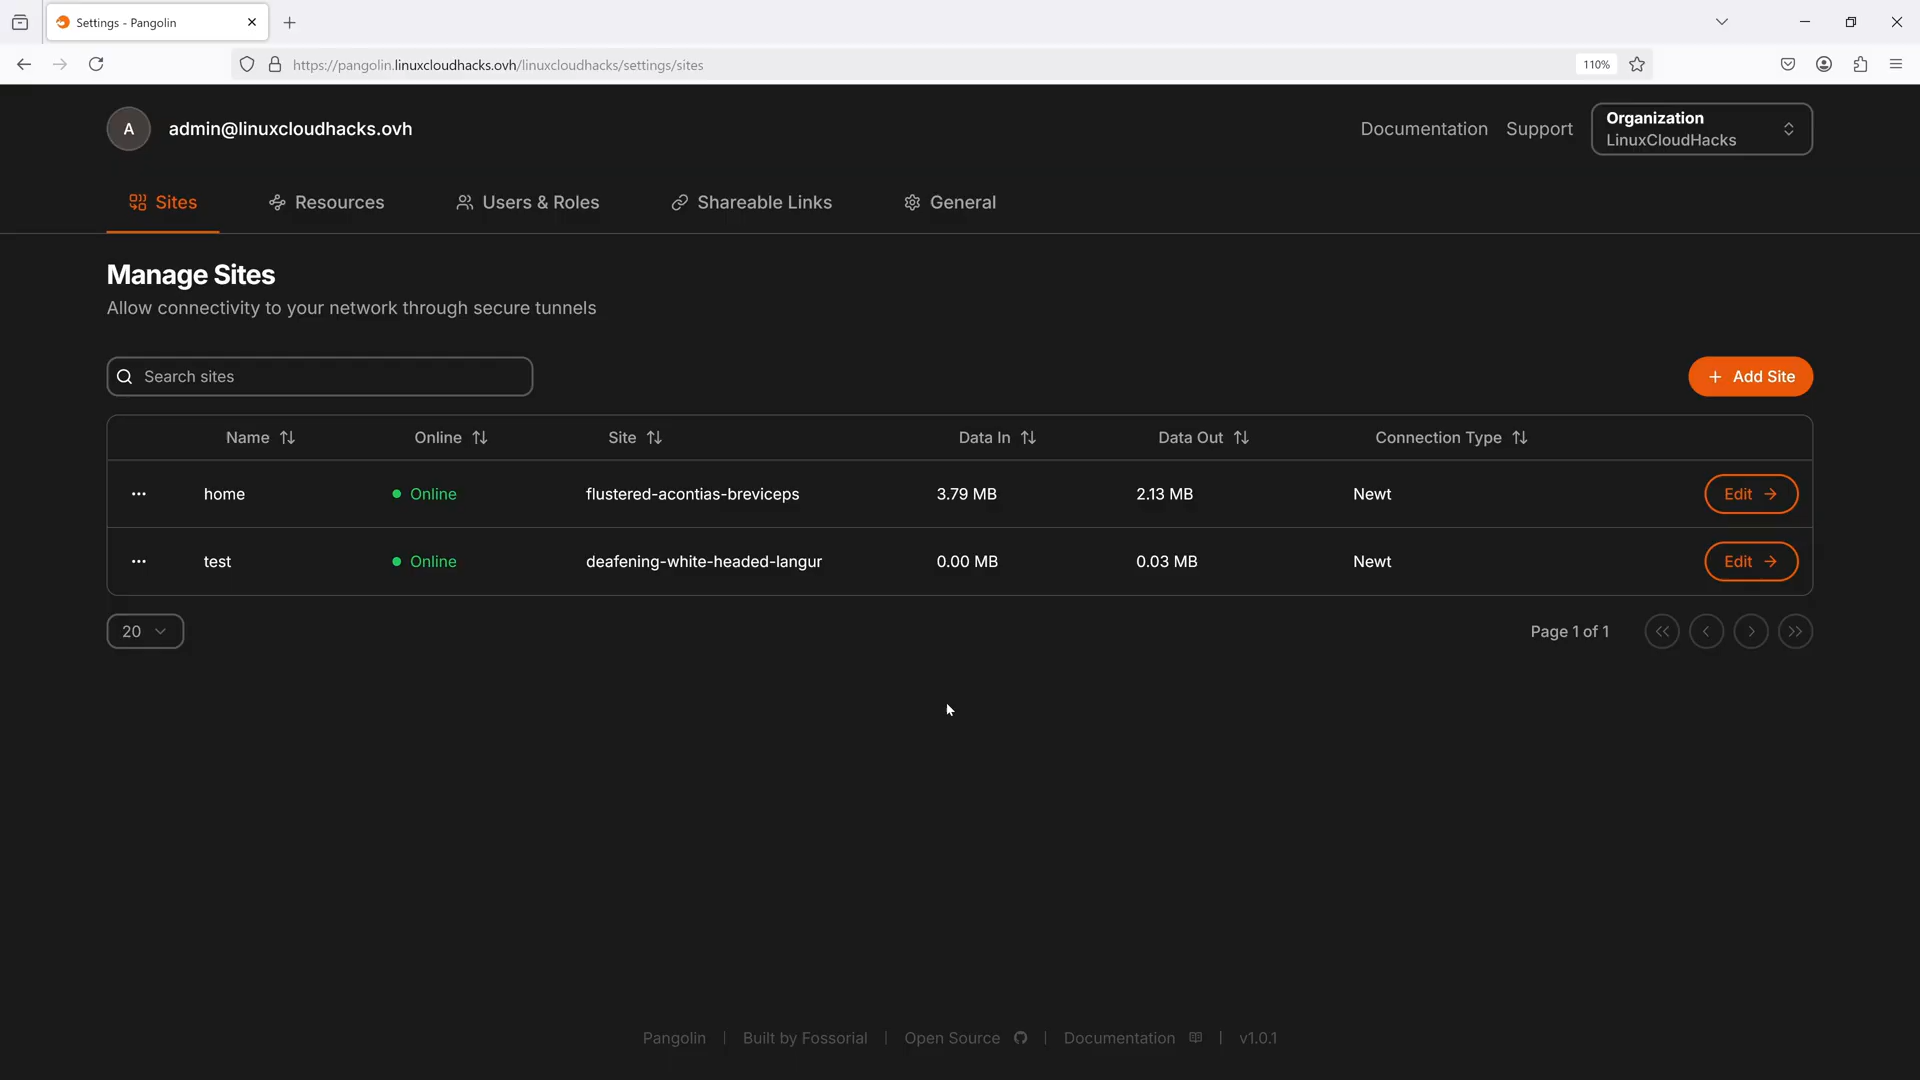 Settings - Pangolin
https://pangolin.linuxcloudhacks.ovh/linuxcloudhacks/settings/sites
110%
A
admin@linuxcloudhacks.ovh
Documentation
Support
Organization
LinuxCloudHacks
Sites
Resources
Users & Roles
Shareable Links
General
Manage Sites
Allow connectivity to your network through secure tunnels
Search sites
+ Add Site
Name Online Site Data In Data Out Connection Type
... home Online flustered-acontias-breviceps 3.79 MB 2.13 MB Newt Edit →
... test Online deafening-white-headed-langur 0.00 MB 0.03 MB Newt Edit →
20
Page 1 of 1
Pangolin | Built by Fossorial | Open Source | Documentation | v1.0.1